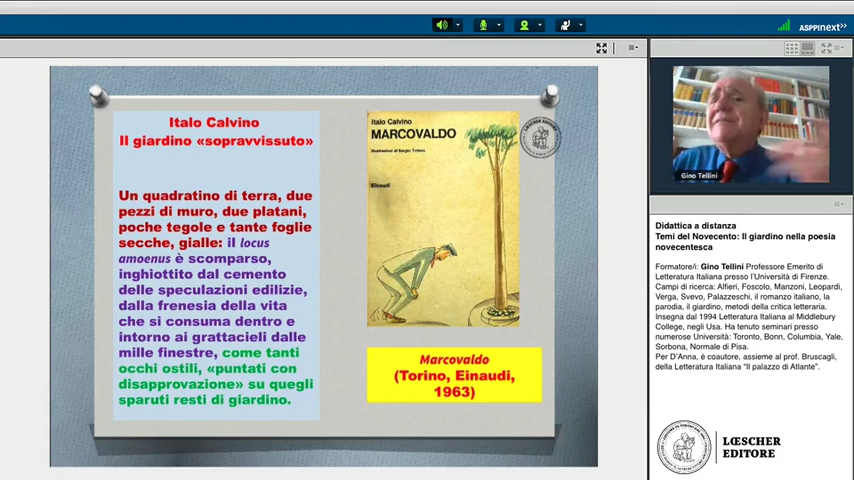 ASPPInext>>
Italo Calvino
Il giardino «sopravvissuto»
Un quadratino di terra, due
pezzi di muro, due platani,
poche tegole e tante foglie
secche, gialle: il locus
amoenus è scomparso,
inghiottito dal cemento
delle speculazioni edilizie,
dalla frenesia della vita
che si consuma dentro e
intorno ai grattacieli dalle
mille finestre, come tanti
occhi ostili, «puntati con
disapprovazione» su quegli
sparuti resti di giardino.
Italo Calvino
MARCOVALDO
Illustrazioni di Sergio Tofano
Einaudi
LŒSCHER EDITORE
Marcovaldo
(Torino, Einaudi,
1963)
Gino Tellini
Didattica a distanza
Temi del Novecento: Il giardino nella poesia
novecentesca
Formatore/i: Gino Tellini Professore Emerito di
Letteratura Italiana presso l'Università di Firenze.
Campi di ricerca: Alfieri, Foscolo, Manzoni, Leopardi,
Verga, Svevo, Palazzeschi, il romanzo italiano, la
parodia, il giardino, metodi della critica letteraria.
Insegna dal 1994 Letteratura Italiana al Middlebury
College, negli Usa. Ha tenuto seminari presso
numerose Università: Toronto, Bonn, Columbia, Yale,
Sorbona, Normale di Pisa.
Per D'Anna, è coautore, assieme al prof. Bruscagli,
della Letteratura Italiana "Il palazzo di Atlante".
LŒSCHER
EDITORE